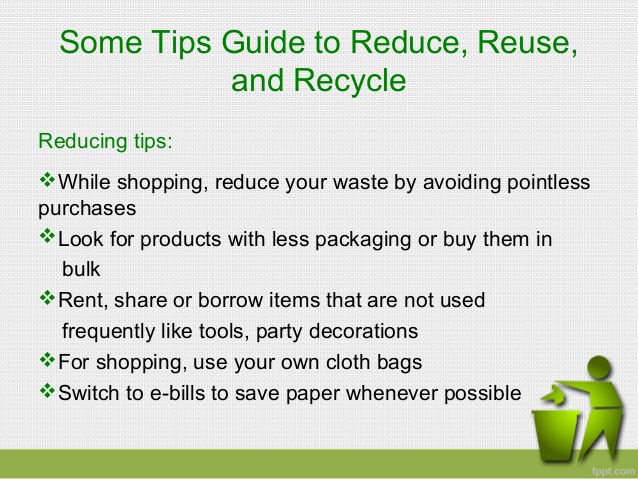 Some Tips Guide to Reduce, Reuse,
and Recycle
Reducing tips:
❖While shopping, reduce your waste by avoiding pointless
purchases
❖Look for products with less packaging or buy them in
bulk
❖Rent, share or borrow items that are not used
frequently like tools, party decorations
❖For shopping, use your own cloth bags
❖Switch to e-bills to save paper whenever possible
fppt.com